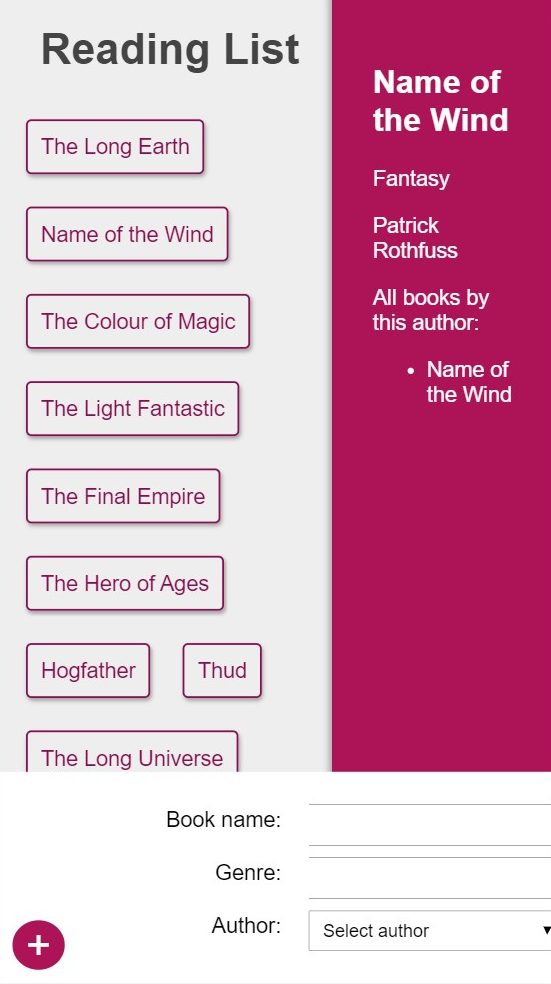 Reading List
The Long Earth
Name of the Wind
The Colour of Magic
The Light Fantastic
The Final Empire
The Hero of Ages
Hogfather
Thud
The Long Universe
Name of
the Wind
Fantasy
Patrick
Rothfuss
All books by
this author:
• Name of
the Wind
Book name:
Genre:
Author:
Select author
+